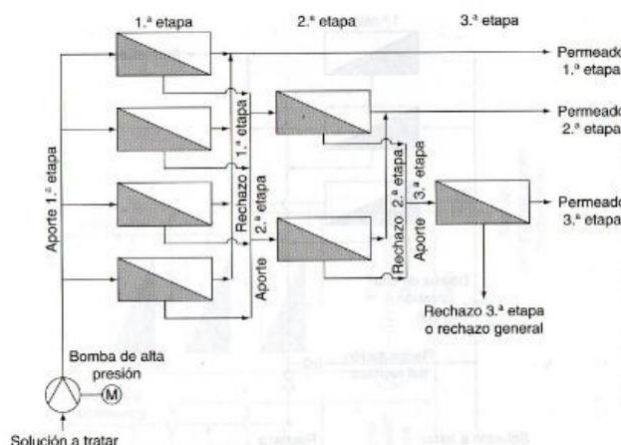 1.ª etapa
2.ª etapa
3.ª etapa
Permeado
1.ª etapa
Permeado
2.ª etapa
Permeado
3.ª etapa
Aporte 1.ª etapa
Rechazo 1.ª etapa
Aporte 2.ª etapa
Rechazo 2.ª etapa
Aporte 3.ª etapa
Rechazo 3.ª etapa
o rechazo general
Bomba de alta
presión
M
Solución a tratar